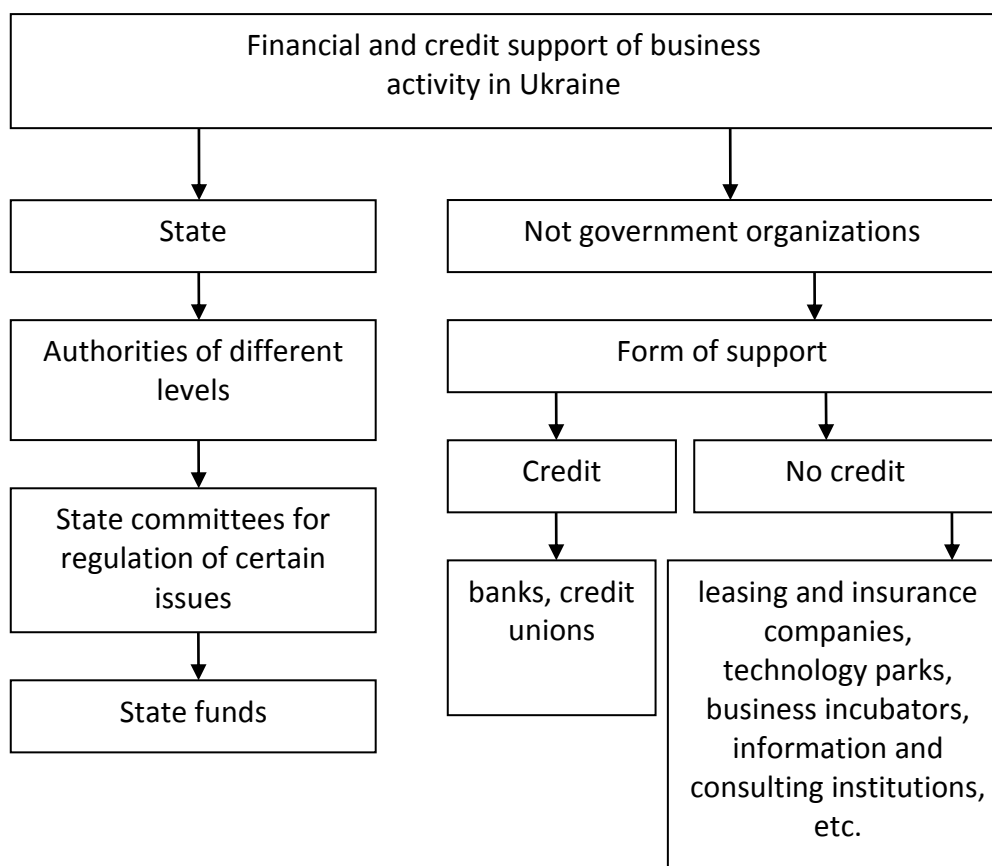 Financial and credit support of business
activity in Ukraine
State
Not government organizations
Authorities of different
levels
Form of support
Credit
No credit
State committees for
regulation of certain
issues
banks, credit
unions
leasing and insurance
companies,
technology parks,
business incubators,
information and
consulting institutions,
etc.
State funds